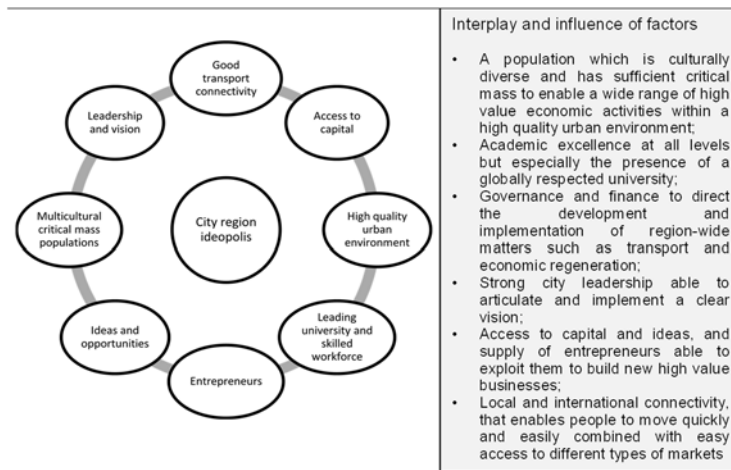 Good
transport
connectivity
Access to
capital
High quality
urban
environment
Leading
university and
skilled
workforce
Entrepreneurs
Ideas and
opportunities
Multicultural
critical mass
populations
Leadership
and vision
City region
ideopolis
Interplay and influence of factors
• A population which is culturally
diverse and has sufficient critical
mass to enable a wide range of high
value economic activities within a
high quality urban environment;
• Academic excellence at all levels
but especially the presence of a
globally respected university;
• Governance and finance to direct
the development and
implementation of region-wide
matters such as transport and
economic regeneration;
• Strong city leadership able to
articulate and implement a clear
vision;
• Access to capital and ideas, and
supply of entrepreneurs able to
exploit them to build new high value
businesses;
• Local and international connectivity,
that enables people to move quickly
and easily combined with easy
access to different types of markets